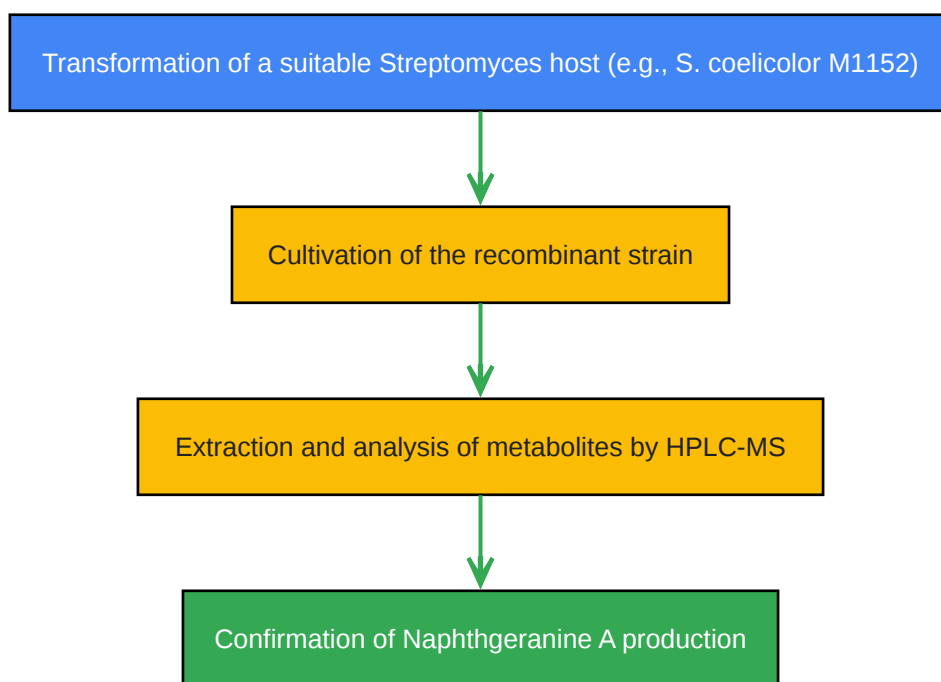 Transformation of a suitable Streptomyces host (e.g., S. coelicolor M1152)
Cultivation of the recombinant strain
Extraction and analysis of metabolites by HPLC-MS
Confirmation of Naphthgeranine A production